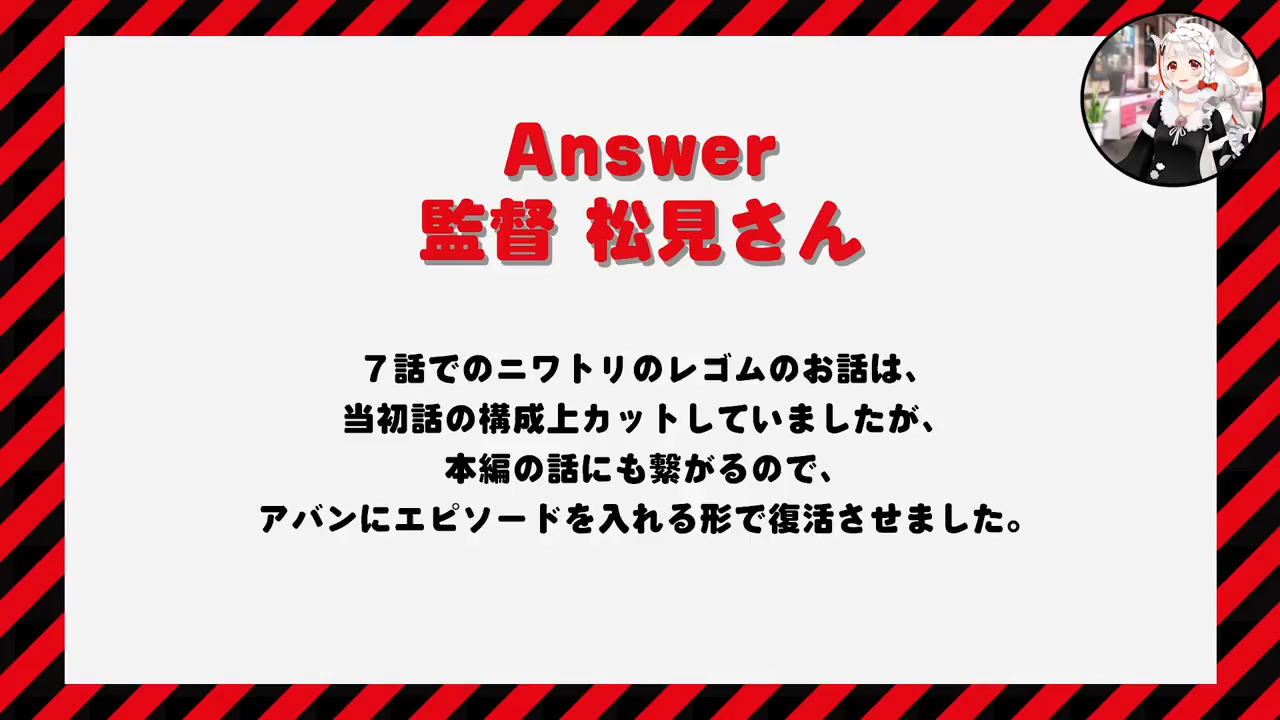 Answer
監督 松見さん
７話でのニワトリのレゴムのお話は、
当初話の構成上カットしていましたが、
本編の話にも繋がるので、
アバンにエピソードを入れる形で復活させました。